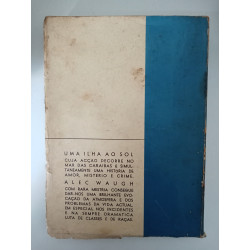 UMA ILHA AO SOL
CUJA ACÇÃO DECORRE NO
MAR DAS CARAÍBAS É SIMUL-
TANEAMENTE UMA HISTÓRIA DE
AMOR, MISTÉRIO E CRIME.
ALEC WAUGH
COM RARA MESTRIA CONSEGUE
DAR-NOS UMA BRILHANTE EVO-
CAÇÃO DA ATMOSFERA E DOS
PROBLEMAS DA VIDA ACTUAL,
EM ESPECIAL NOS INCIDENTES
E NA SEMPRE DRAMÁTICA
LUTA DE CLASSES E DE RAÇAS.